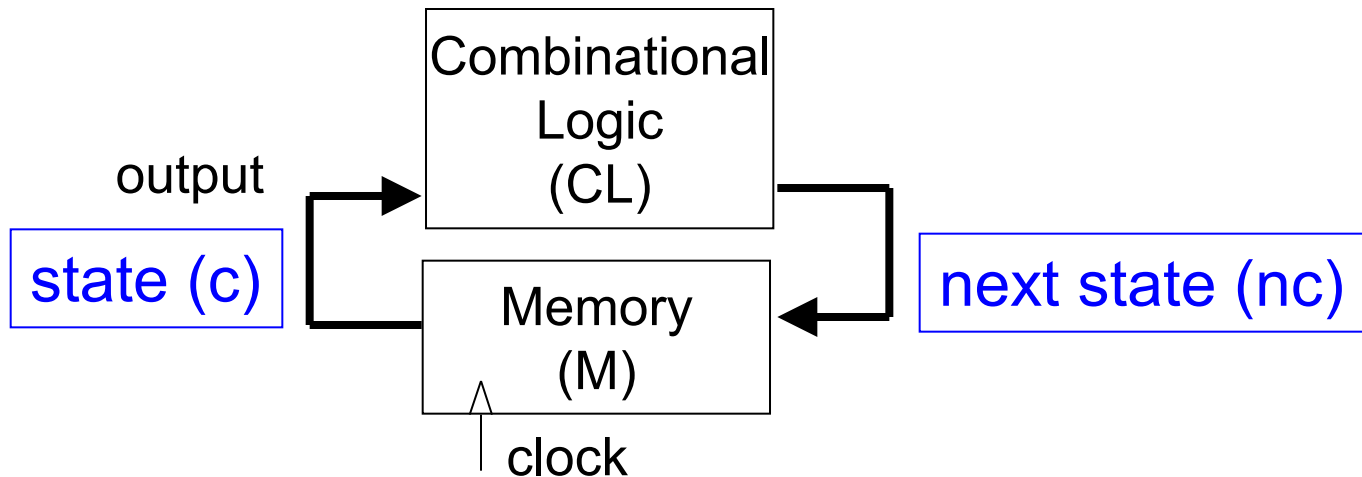 Combinational
Logic
(CL)
output
state (c)
next state (nc)
Memory
(M)
clock